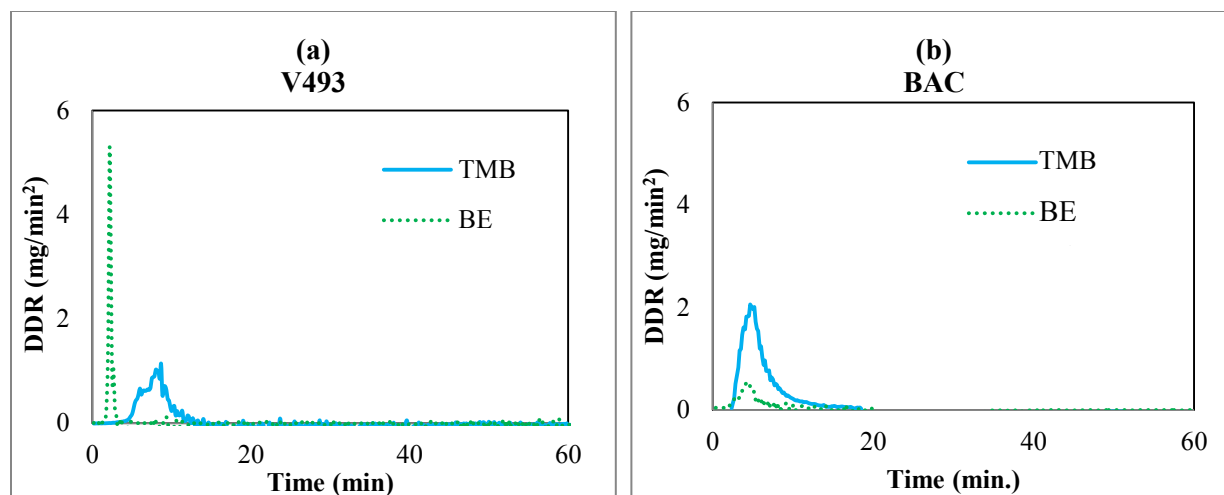 (a)
V493
DDR (mg/min²)
6
4
2
0
TMB
BE
0 20 40 60
Time (min)
(b)
BAC
DDR (mg/min²)
6
4
2
0
TMB
BE
0 20 40 60
Time (min.)